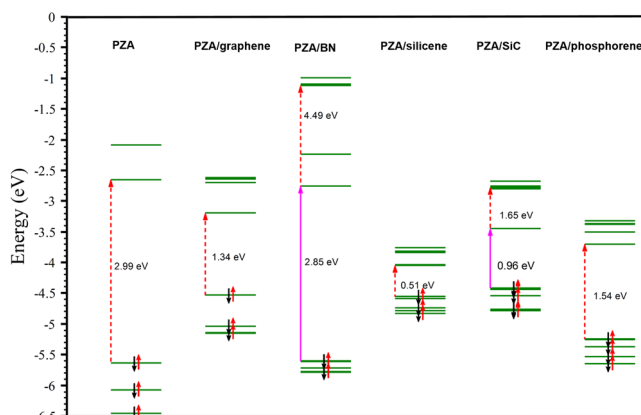 0
PZA
PZA/graphene
PZA/BN
PZA/silicene
PZA/SiC
PZA/phosphorene
-1
4.49 eV
-2
Energy (eV)
-3
1.65 eV
1.34 eV
2.99 eV
2.85 eV
0.96 eV
-4
0.51 eV
1.54 eV
-5
-5.5
-6
-1.5
-2.5
-3.5
-4.5